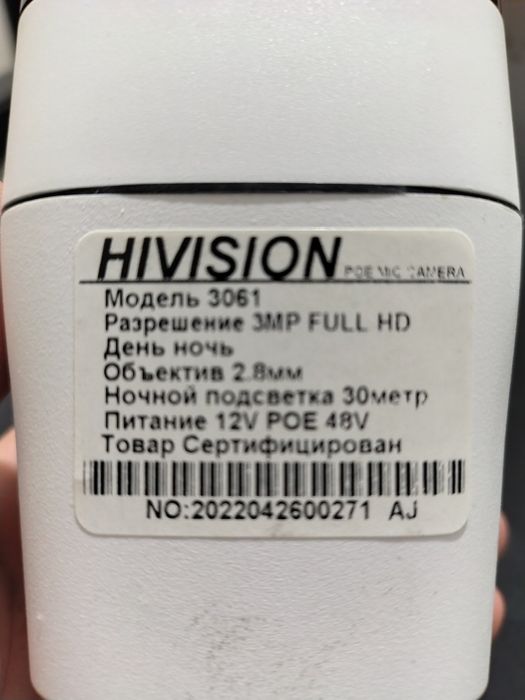 HIVISION POE MIC CAMERA
Модель 3061
Разрешение 3MP FULL HD
День ночь
Объектив 2.8мм
Ночной подсветка 30метр
Питание 12V POE 48V
Товар Сертифицирован
NO:2022042600271 AJ